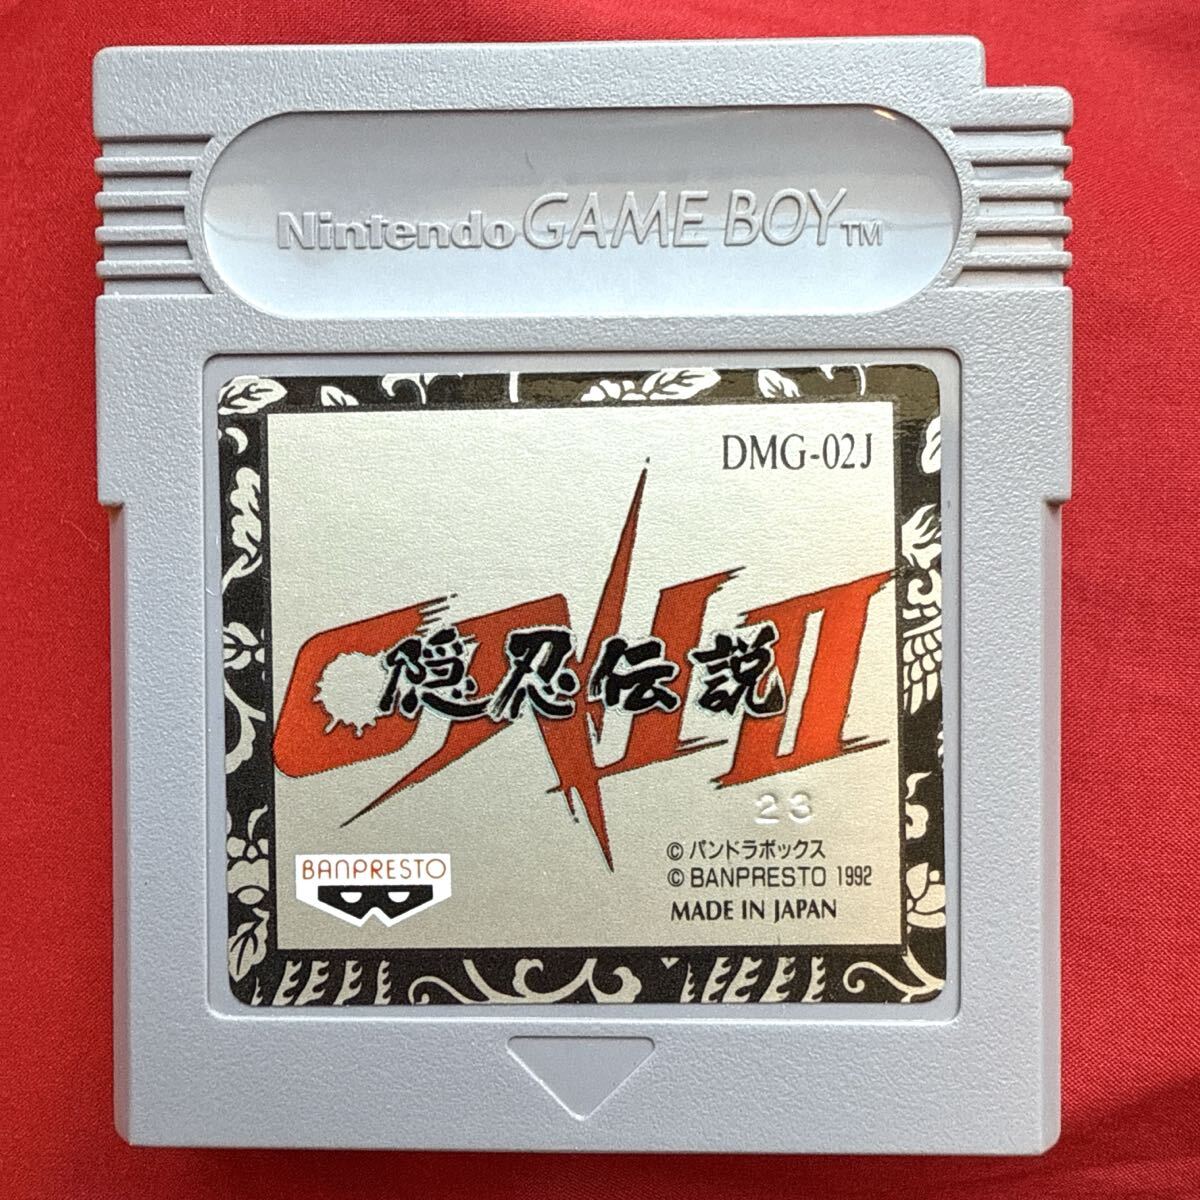 Nintendo GAME BOY™
DMG-02J
ONI II
隠忍伝説
23
©パンドラボックス
BANPRESTO
©BANPRESTO 1992
MADE IN JAPAN